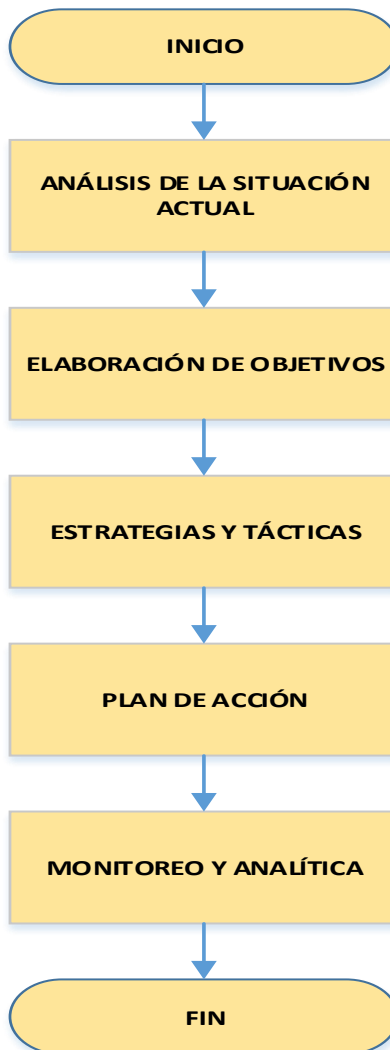 INICIO
ANÁLISIS DE LA SITUACIÓN
ACTUAL
ELABORACIÓN DE OBJETIVOS
ESTRATEGIAS Y TÁCTICAS
PLAN DE ACCIÓN
MONITOREO Y ANALÍTICA
FIN